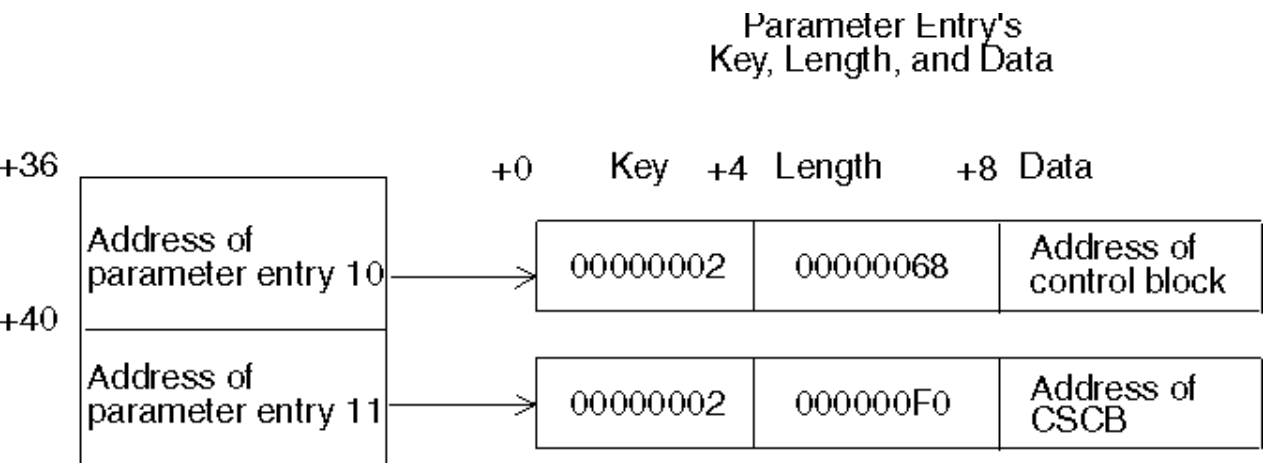 Parameter Entry's
Key, Length, and Data
+36
+0 Key +4 Length +8 Data
Address of
parameter entry 10
00000002 00000068
Address of
control block
+40
Address of
parameter entry 11
00000002 000000F0
Address of
CSCB